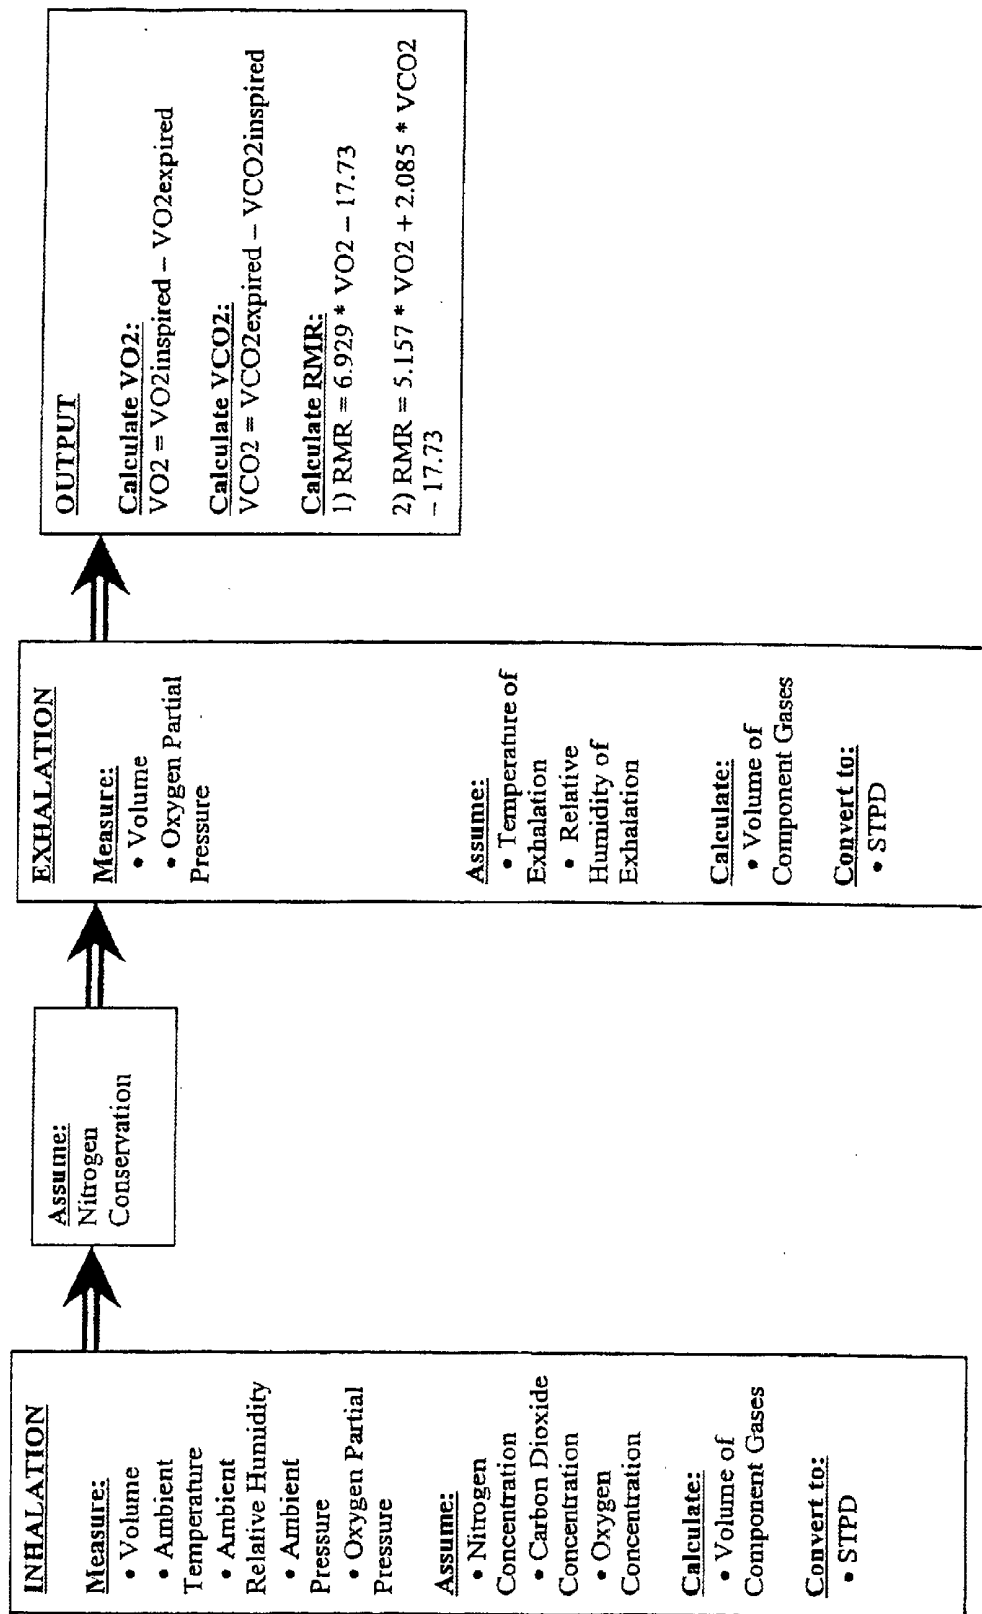 INHALATION
Measure:
• Volume
• Ambient
Temperature
• Ambient
Relative Humidity
• Ambient
Pressure
• Oxygen Partial
Pressure
Assume:
• Nitrogen
Concentration
• Carbon Dioxide
Concentration
• Oxygen
Concentration
Calculate:
• Volume of
Component Gases
Convert to:
• STPD
Assume:
Nitrogen
Conservation
EXHALATION
Measure:
• Volume
• Oxygen Partial
Pressure
Assume:
• Temperature of
Exhalation
• Relative
Humidity of
Exhalation
Calculate:
• Volume of
Component Gases
Convert to:
• STPD
OUTPUT
Calculate VO2:
VO2 = VO2inspired – VO2expired
Calculate VCO2:
VCO2 = VCO2expired – VCO2inspired
Calculate RMR:
1) RMR = 6.929 * VO2 – 17.73
2) RMR = 5.157 * VO2 + 2.085 * VCO2
– 17.73